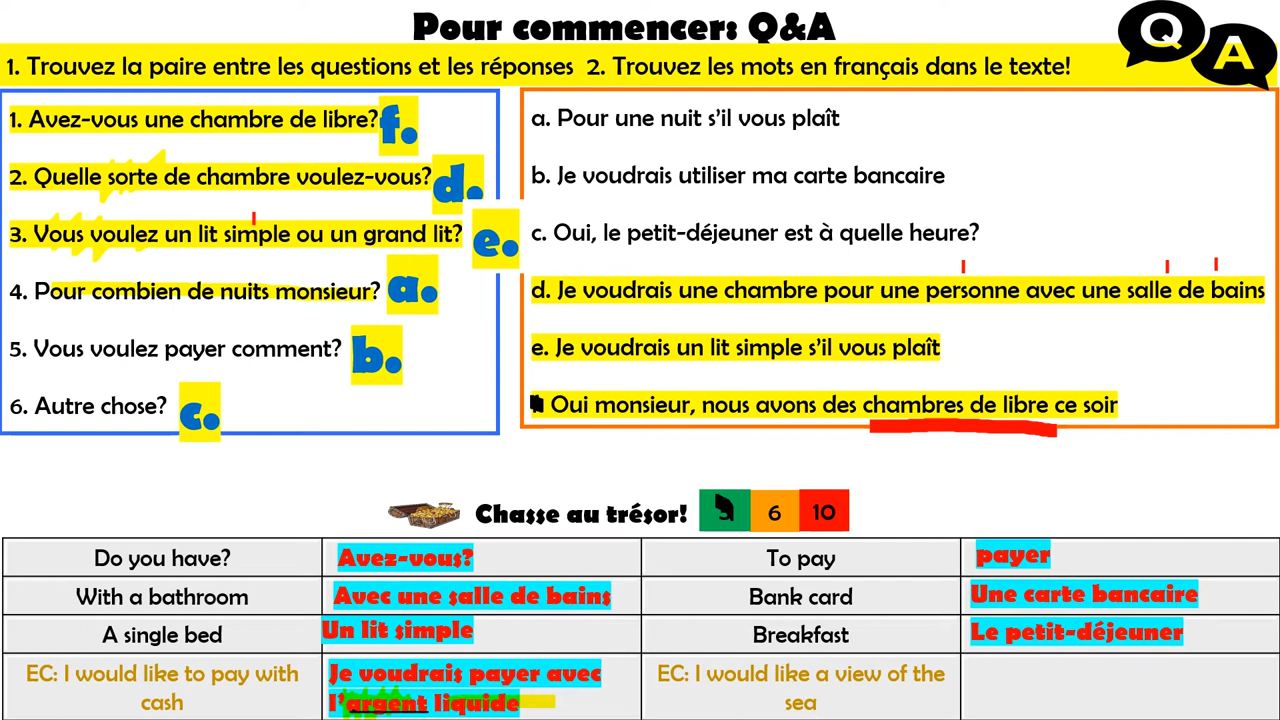 Pour commencer: Q&A
Q A
1. Trouvez la paire entre les questions et les réponses 2. Trouvez les mots en français dans le texte!
1. Avez-vous une chambre de libre? f.
2. Quelle sorte de chambre voulez-vous? d.
3. Vous voulez un lit simple ou un grand lit? e.
4. Pour combien de nuits monsieur? a.
5. Vous voulez payer comment? b.
6. Autre chose? c.
a. Pour une nuit s'il vous plaît
b. Je voudrais utiliser ma carte bancaire
c. Oui, le petit-déjeuner est à quelle heure?
d. Je voudrais une chambre pour une personne avec une salle de bains
e. Je voudrais un lit simple s'il vous plaît
Oui monsieur, nous avons des chambres de libre ce soir
Chasse au trésor! 6 10
Do you have? Avez-vous? To pay payer
With a bathroom Avec une salle de bains Bank card Une carte bancaire
A single bed Un lit simple Breakfast Le petit-déjeuner
EC: I would like to pay with Je voudrais payer avec EC: I would like a view of the
cash l'argent liquide sea